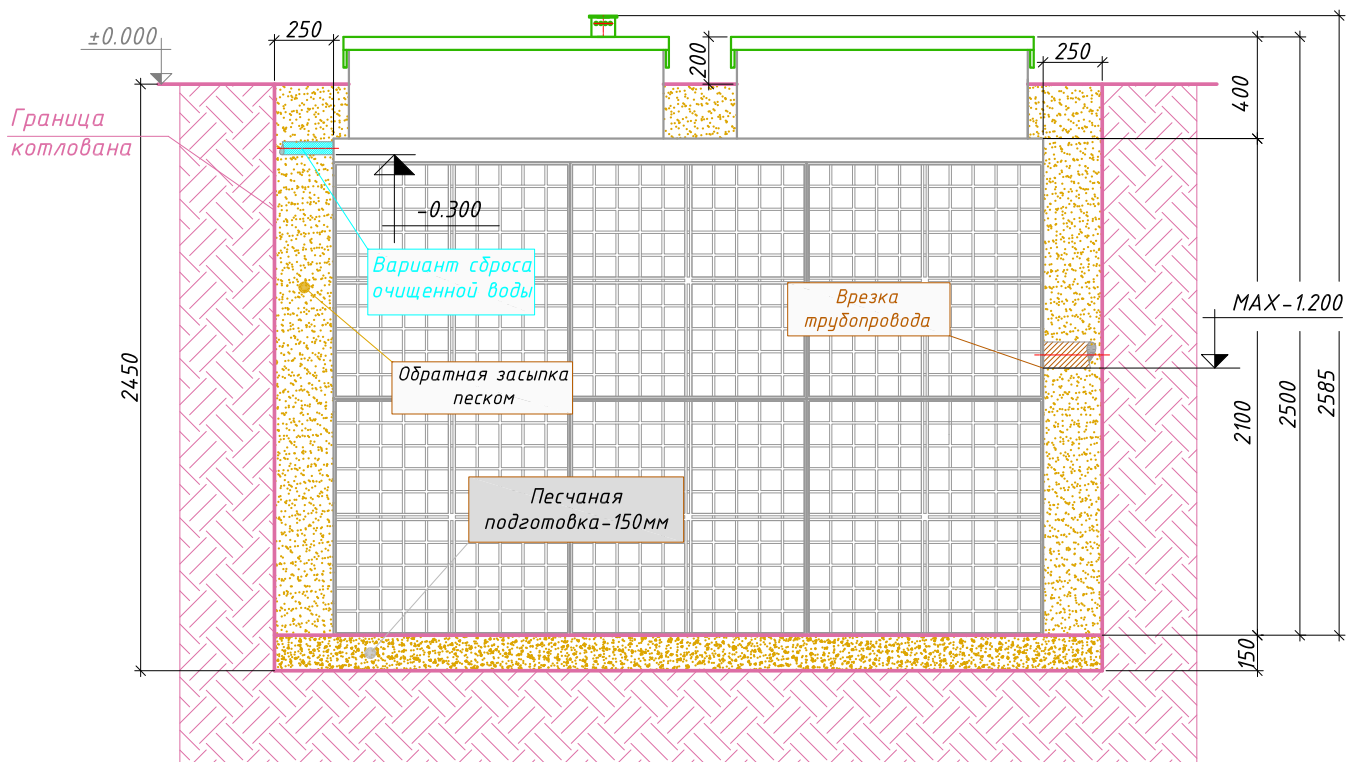 ±0.000
250
200
250
400
Граница
котлована
-0.300
Вариант сброса
очищенной воды
Врезка
трубопровода
MAX-1.200
2450
Обратная засыпка
песком
2100
2500
2585
Песчаная
подготовка-150мм
150